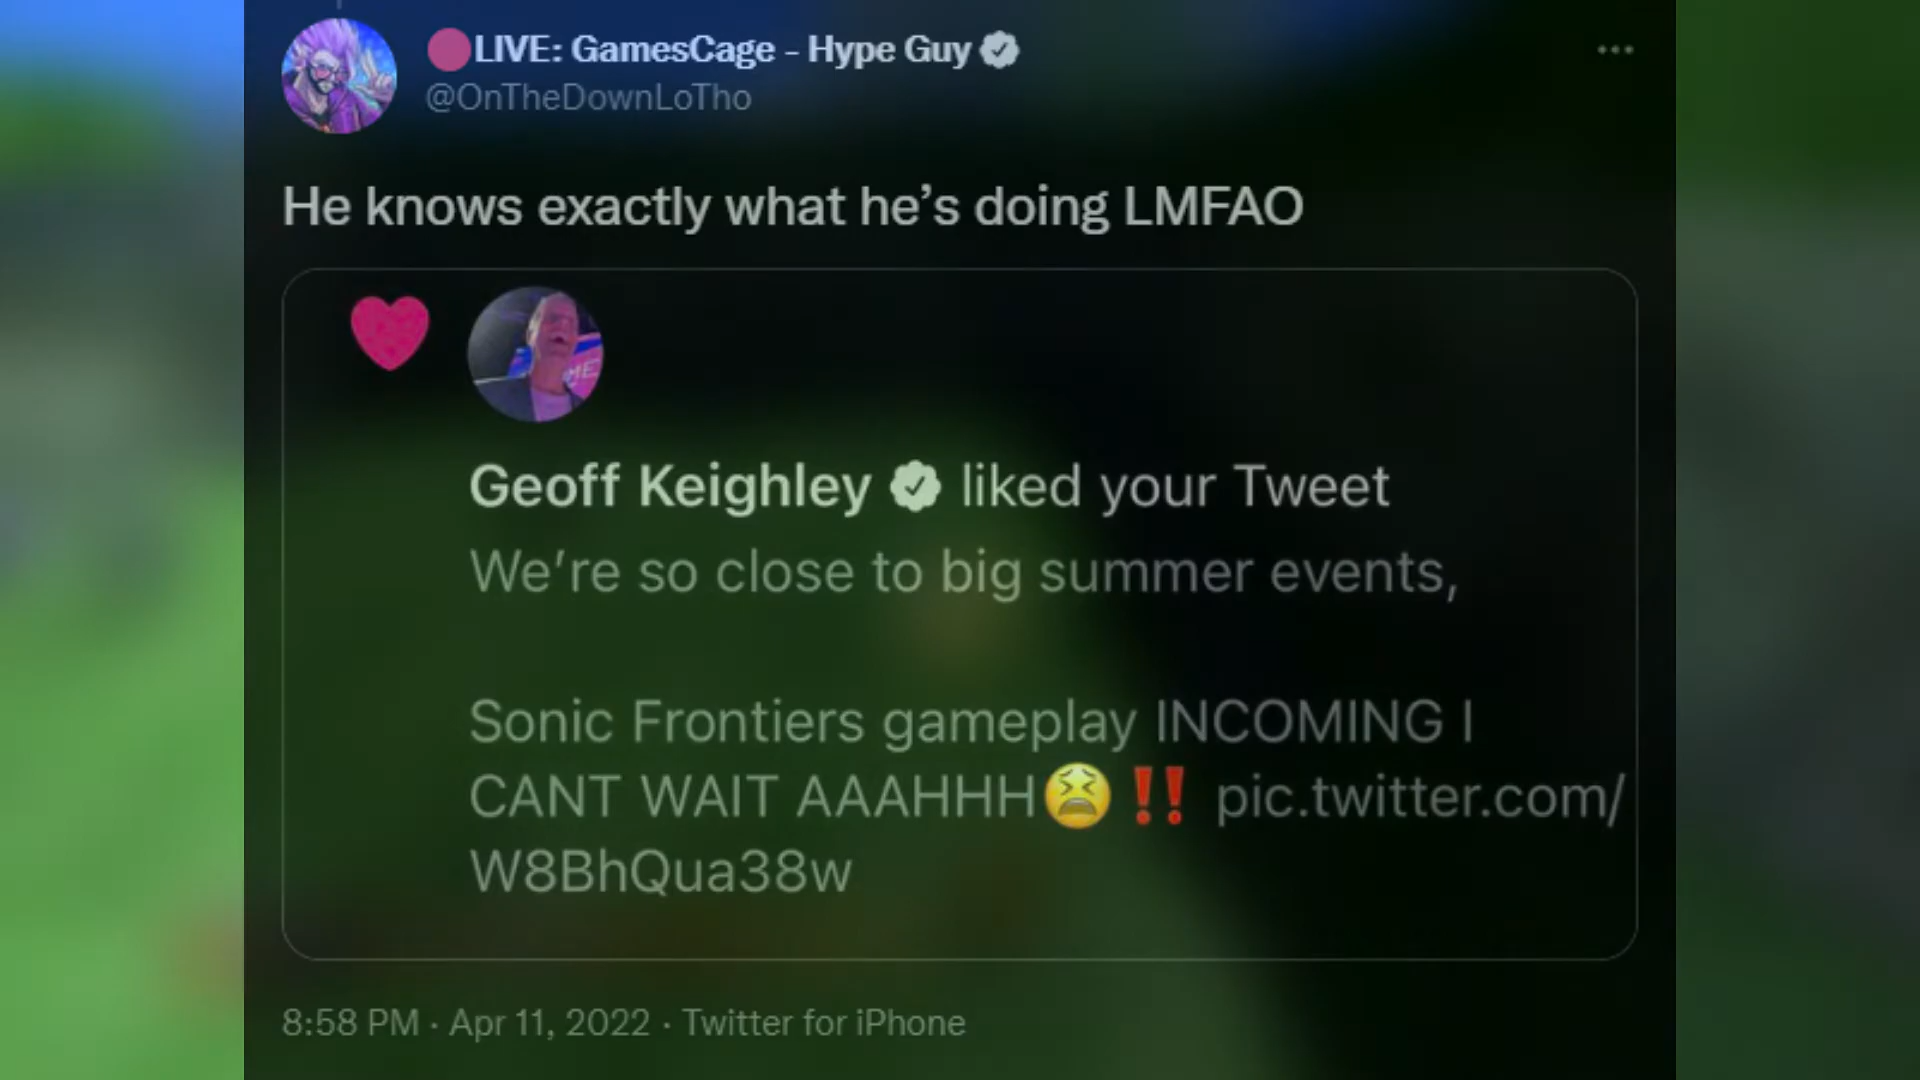 LIVE: GamesCage - Hype Guy
@OnTheDownLoTho
He knows exactly what he’s doing LMFAO
Geoff Keighley liked your Tweet
We’re so close to big summer events,
Sonic Frontiers gameplay INCOMING I
CANT WAIT AAAHHH😫‼️ pic.twitter.com/
W8BhQua38w
8:58 PM · Apr 11, 2022 · Twitter for iPhone